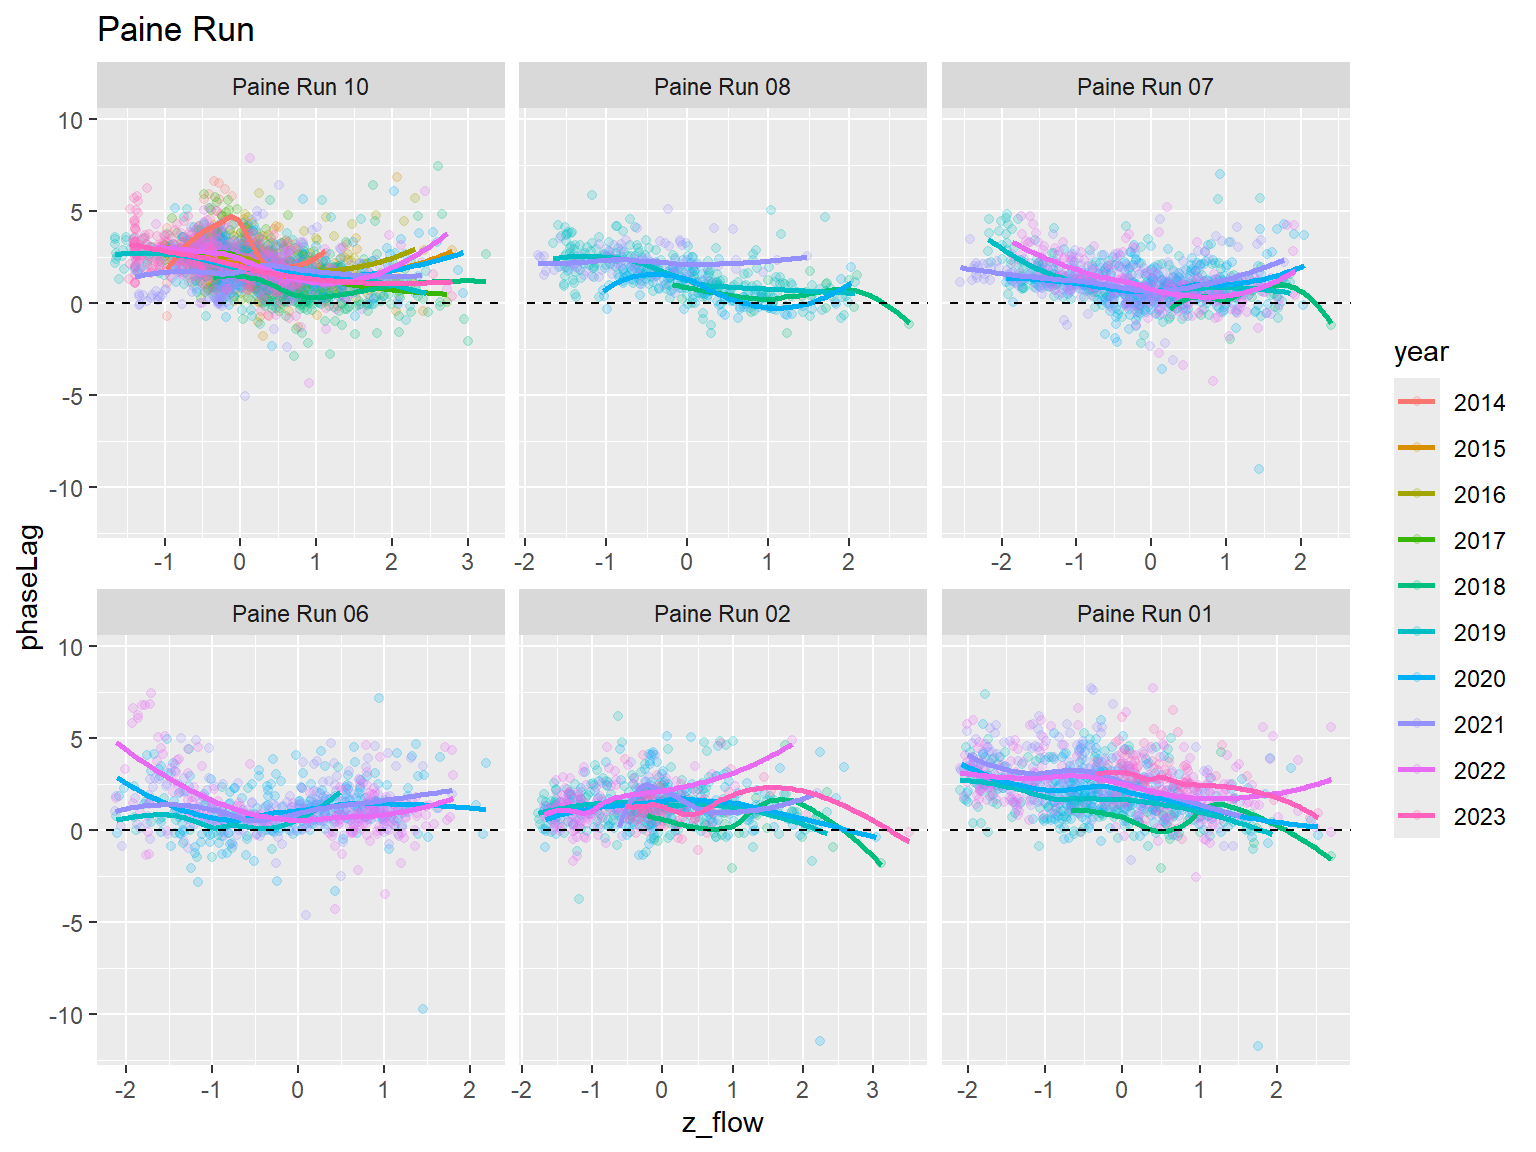 Paine Run
Paine Run 10
Paine Run 08
Paine Run 07
10
5
0
-5
-10
-1 0 1 2 3
-2 -1 0 1 2
-2 -1 0 1 2
Paine Run 06
Paine Run 02
Paine Run 01
10
5
0
-5
-10
-2 -1 0 1 2
-2 -1 0 1 2 3
-2 -1 0 1 2
phaseLag
z_flow
year
2014
2015
2016
2017
2018
2019
2020
2021
2022
2023